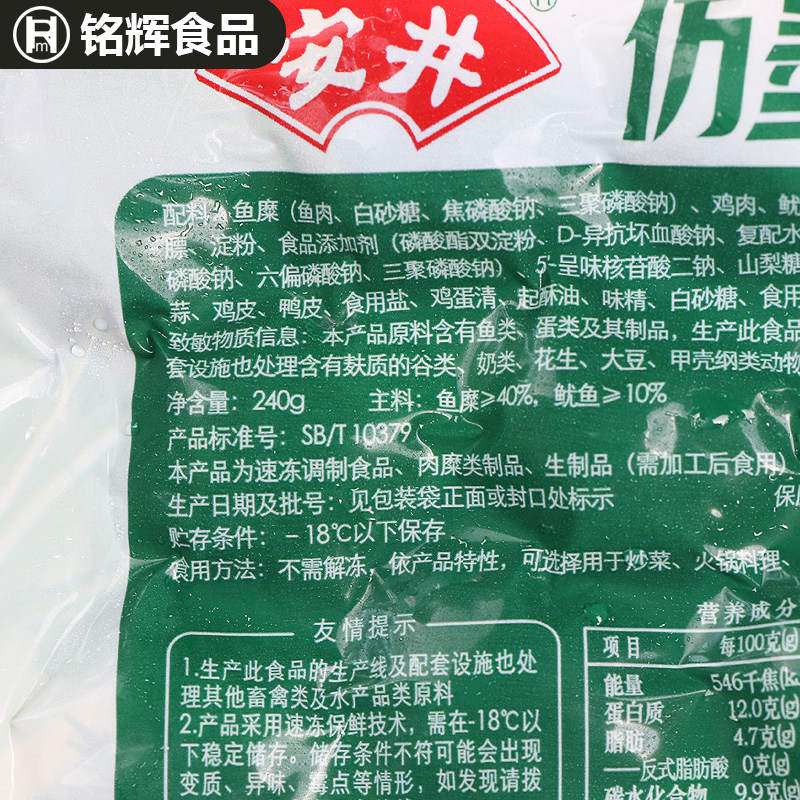 铭辉食品
安井
仿
配料：鱼糜（鱼肉、白砂糖、焦磷酸钠、三聚磷酸钠）、鸡肉、鱿
膘、淀粉、食品添加剂（磷酸酯双淀粉、D-异抗坏血酸钠、复配水
磷酸钠、六偏磷酸钠、三聚磷酸钠）、5'-呈味核苷酸二钠、山梨糖
蒜、鸡皮、鸭皮、食用盐、鸡蛋清、起酥油、味精、白砂糖、食用
致敏物质信息：本产品原料含有鱼类、蛋类及其制品，生产此食品
套设施也处理含有麸质的谷类、奶类、花生、大豆、甲壳纲类动物
净含量：240g 主料：鱼糜≥40%，鱿鱼≥10%
产品标准号：SB/T 10379
本产品为速冻调制食品、肉糜类制品、生制品（需加工后食用）
生产日期及批号：见包装袋正面或封口处标示 保
贮存条件：-18℃以下保存
食用方法：不需解冻，依产品特性，可选择用于炒菜、火锅料理、
友情提示
1.生产此食品的生产线及配套设施也处
理其他畜禽类及水产品类原料
2.产品采用速冻保鲜技术，需在-18℃以
下稳定储存。储存条件不符可能会出现
变质、异味、霉点等情形，如发现请拨
营养成分
项目 每100克(g)
能量 546千焦(k
蛋白质 12.0克(g)
脂肪 4.7克(g)
——反式脂肪酸 0克(g)
碳水化合物 9.9克(g)